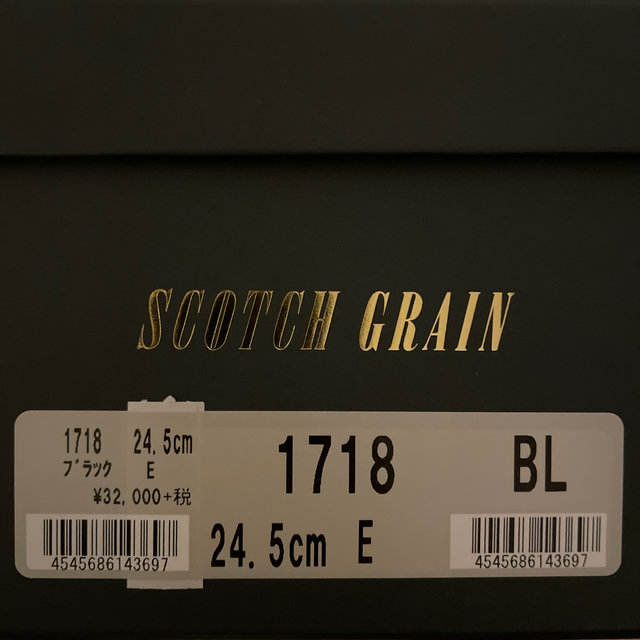 SCOTCH GRAIN
1718 24.5cm
ブラック E
¥32,000+税
4545686143697
1718 BL
24.5cm E
4545686143697